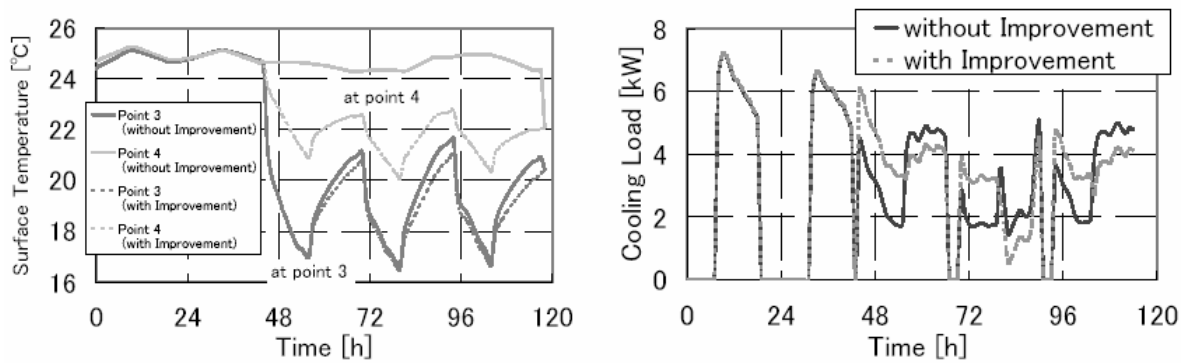 26
24
22
20
18
16
Surface Temperature [℃]
Point 3
(without Improvement)
Point 4
(without Improvement)
Point 3
(with Improvement)
Point 4
(with Improvement)
at point 4
at point 3
0 24 48 72 96 120
Time [h]
without Improvement
with Improvement
8
6
4
2
0
Cooling Load [kW]
0 24 48 72 96 120
Time [h]